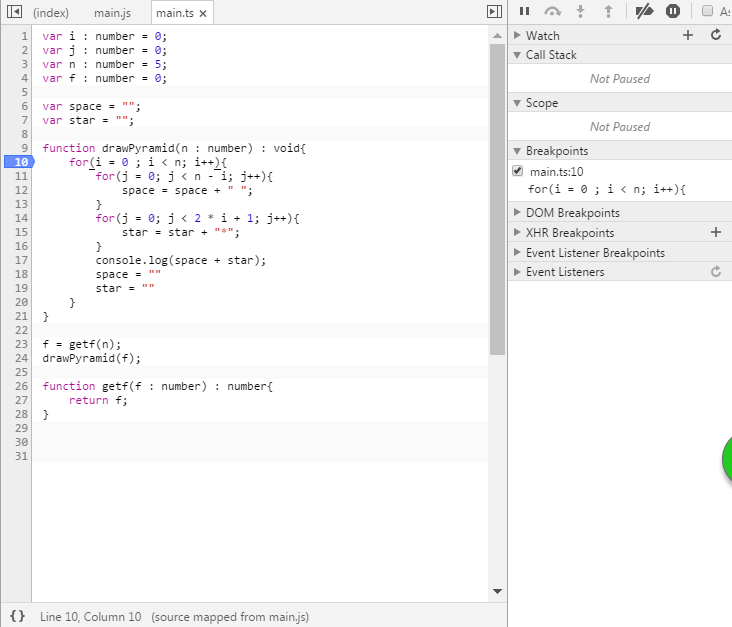 (index) main.js main.ts ×
1 var i : number = 0;
2 var j : number = 0;
3 var n : number = 5;
4 var f : number = 0;
5
6 var space = "";
7 var star = "";
8
9 function drawPyramid(n : number) : void{
10 for(i = 0 ; i < n; i++){
11 for(j = 0; j < n - i; j++){
12 space = space + " ";
13 }
14 for(j = 0; j < 2 * i + 1; j++){
15 star = star + "*";
16 }
17 console.log(space + star);
18 space = ""
19 star = ""
20 }
21 }
22
23 f = getf(n);
24 drawPyramid(f);
25
26 function getf(f : number) : number{
27 return f;
28 }
29
30
31
{} Line 10, Column 10 (source mapped from main.js)
Watch
Call Stack
Not Paused
Scope
Not Paused
Breakpoints
main.ts:10
for(i = 0 ; i < n; i++){
DOM Breakpoints
XHR Breakpoints
Event Listener Breakpoints
Event Listeners